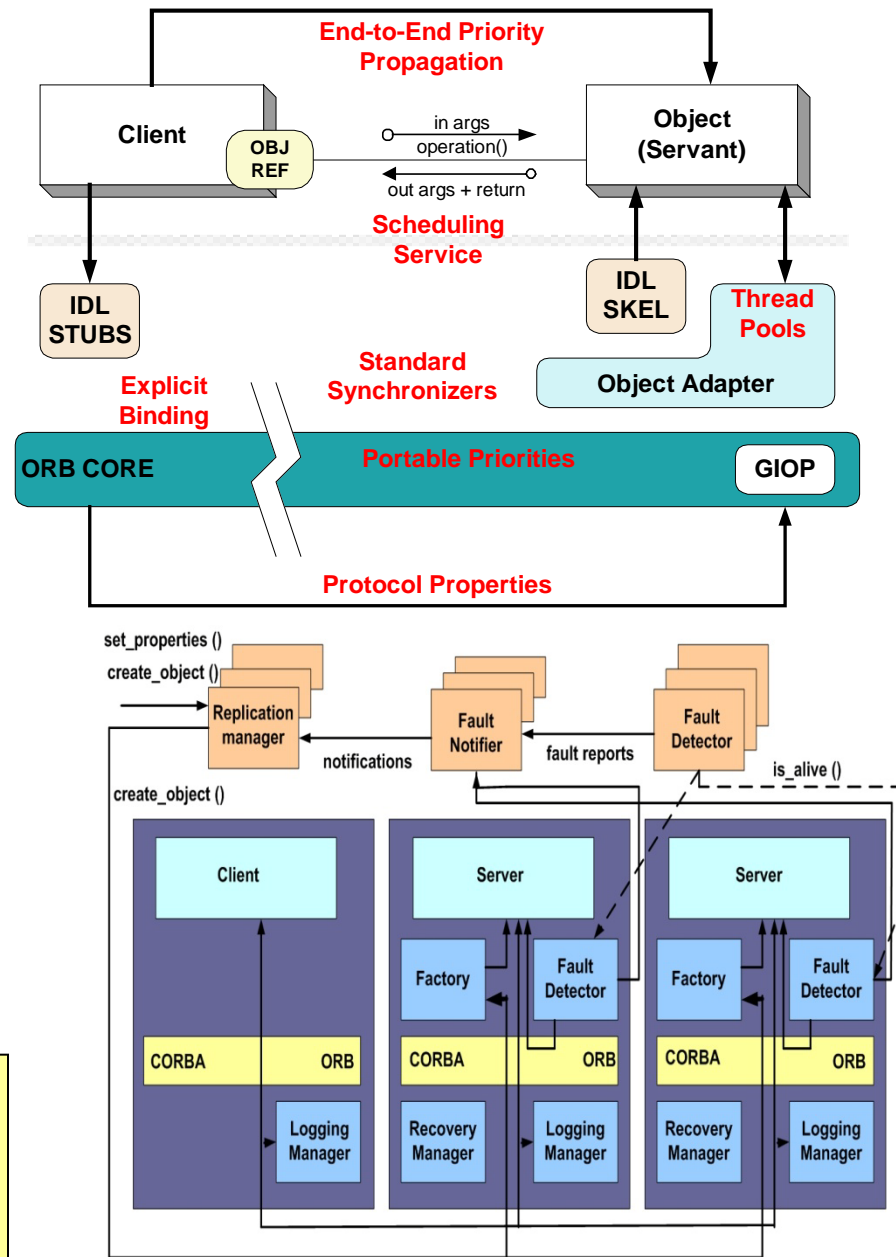 End-to-End Priority
Propagation
Client
OBJ
REF
in args
operation()
out args + return
Object
(Servant)
Scheduling
Service
IDL
STUBS
IDL
SKEL
Thread
Pools
Object Adapter
Explicit
Binding
Standard
Synchronizers
ORB CORE
Portable Priorities
GIOP
Protocol Properties
set_properties ()
create_object ()
Replication
manager
notifications
Fault
Notifier
fault reports
Fault
Detector
is_alive ()
create_object ()
Client
Server
Server
Factory
Fault
Detector
Factory
Fault
Detector
CORBA
ORB
CORBA
ORB
CORBA
ORB
Logging
Manager
Recovery
Manager
Logging
Manager
Recovery
Manager
Logging
Manager